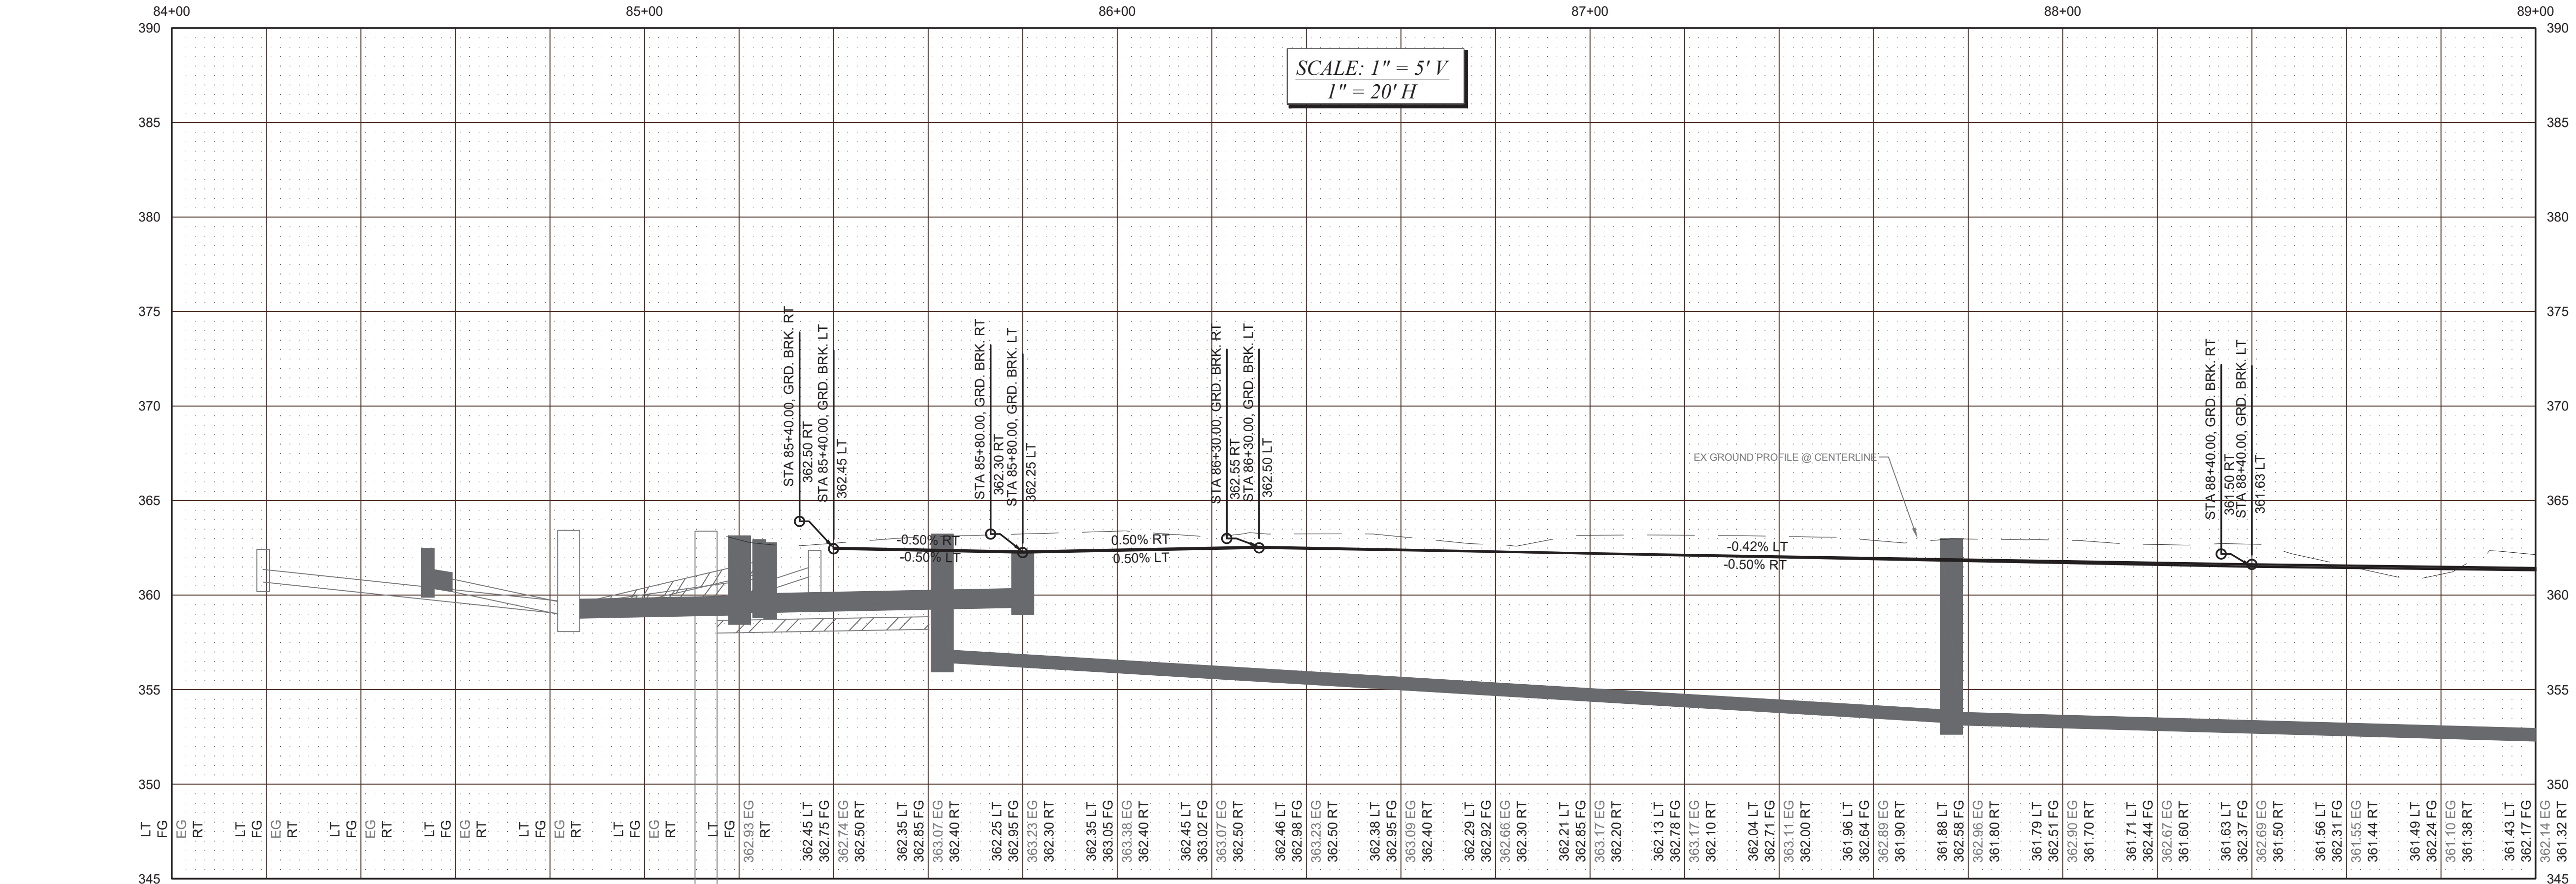 84+00 85+00 86+00 87+00 88+00 89+00
390 390
SCALE: 1" = 5' V
1" = 20' H
385 385
380 380
375 375
STA 85+40.00, GRD. BRK. RT
362.50 RT
STA 85+40.00, GRD. BRK. LT
362.45 LT
STA 85+80.00, GRD. BRK. RT
362.30 RT
STA 85+80.00, GRD. BRK. LT
362.25 LT
STA 86+30.00, GRD. BRK. RT
362.55 RT
STA 86+30.00, GRD. BRK. LT
362.50 LT
STA 88+40.00, GRD. BRK. RT
361.50 RT
STA 88+40.00, GRD. BRK. LT
361.63 LT
370 370
EX GROUND PROFILE @ CENTERLINE
365 365
-0.50% RT
-0.50% LT
0.50% RT
0.50% LT
-0.42% LT
-0.50% RT
360 360
355 355
350 350
LT
FG
EG
RT
LT
FG
EG
RT
LT
FG
EG
RT
LT
FG
EG
RT
LT
FG
EG
RT
LT
FG
EG
RT
LT
FG
362.93 EG
RT
362.45 LT
362.75 FG
362.74 EG
362.50 RT
362.35 LT
362.85 FG
363.07 EG
362.40 RT
362.25 LT
362.95 FG
363.23 EG
362.30 RT
362.35 LT
363.05 FG
363.38 EG
362.40 RT
362.45 LT
363.02 FG
363.07 EG
362.50 RT
362.46 LT
362.98 FG
363.23 EG
362.50 RT
362.38 LT
362.95 FG
363.09 EG
362.40 RT
362.29 LT
362.92 FG
362.66 EG
362.30 RT
362.21 LT
362.85 FG
363.17 EG
362.20 RT
362.13 LT
362.78 FG
363.17 EG
362.10 RT
362.04 LT
362.71 FG
363.11 EG
362.00 RT
361.96 LT
362.64 FG
362.89 EG
361.90 RT
361.88 LT
362.58 FG
362.96 EG
361.80 RT
361.79 LT
362.51 FG
362.90 EG
361.70 RT
361.71 LT
362.44 FG
362.67 EG
361.60 RT
361.63 LT
362.37 FG
362.69 EG
361.50 RT
361.56 LT
362.31 FG
361.55 EG
361.44 RT
361.49 LT
362.24 FG
361.10 EG
361.38 RT
361.43 LT
362.17 FG
362.14 EG
361.32 RT
345 345